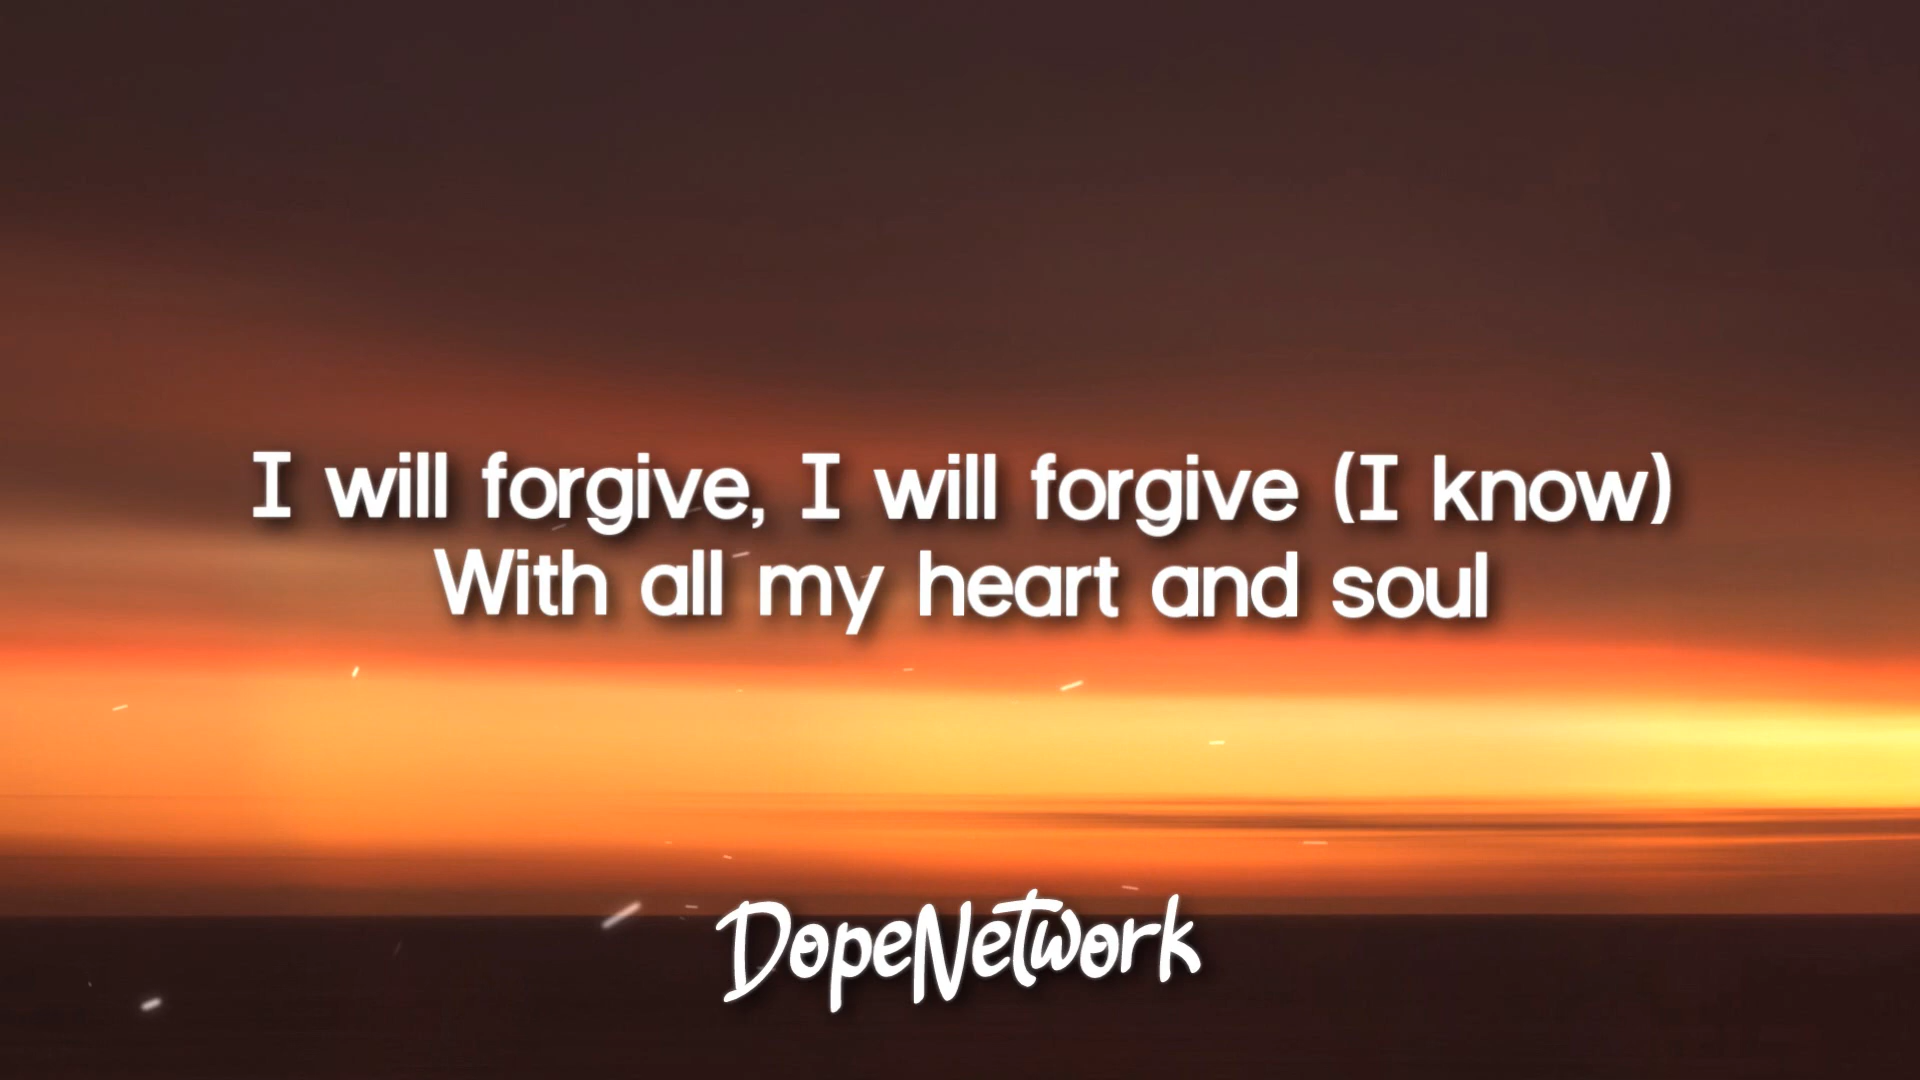 I will forgive, I will forgive (I know)
With all my heart and soul
DopeNetwork